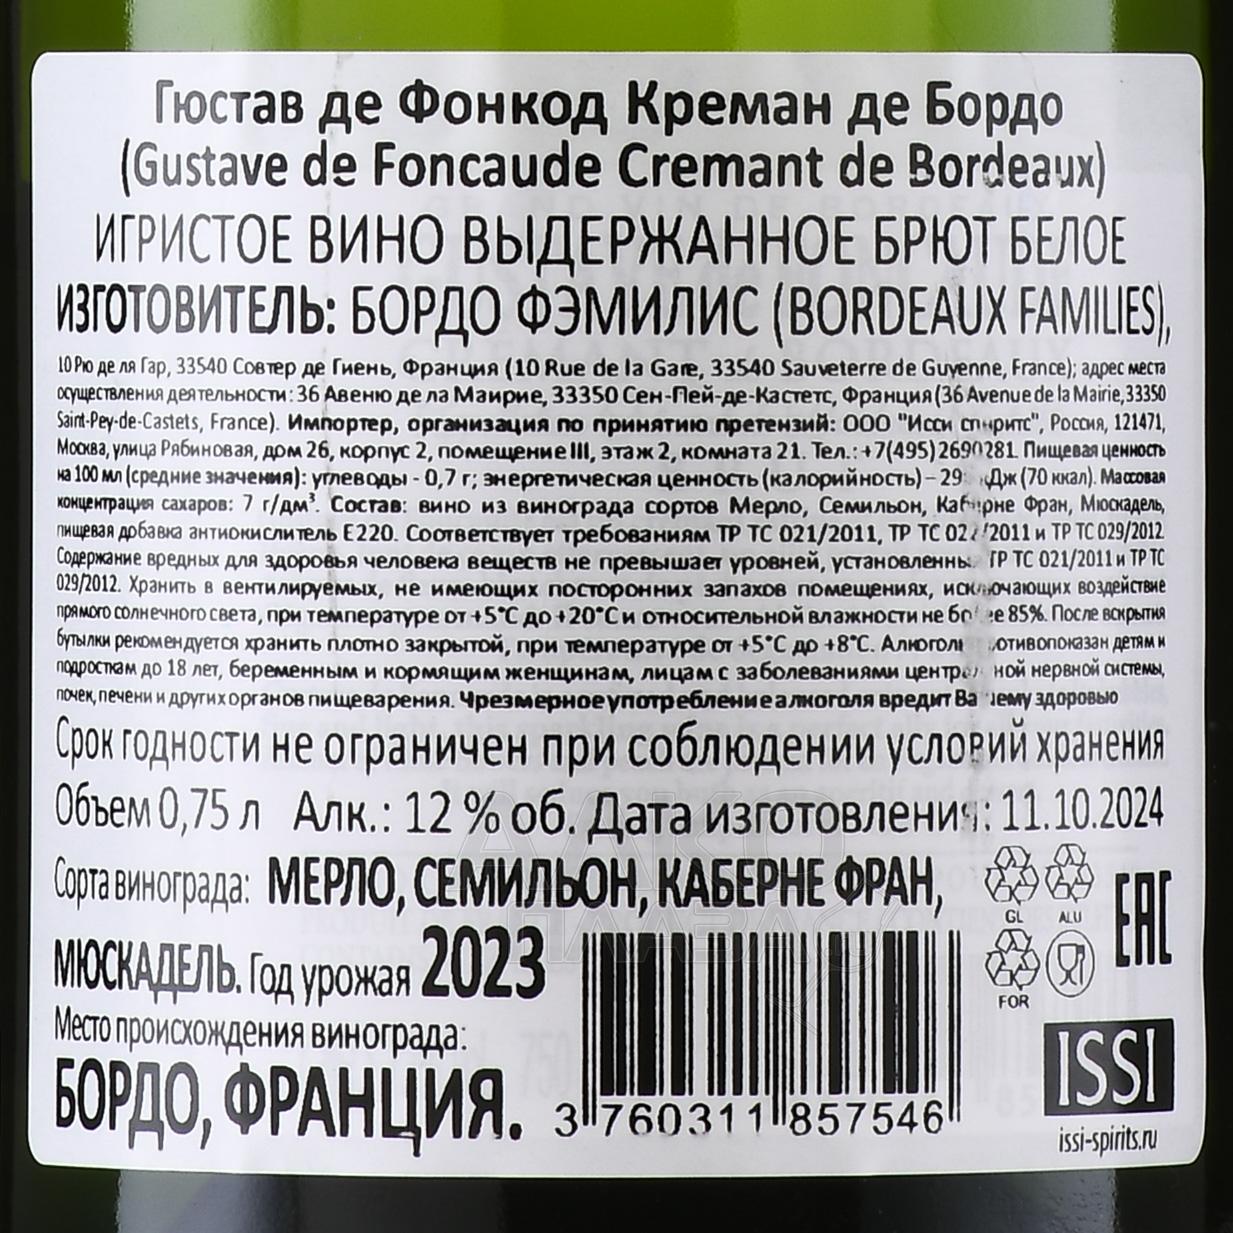 Гюстав де Фонкод Креман де Бордо
(Gustave de Foncaude Cremant de Bordeaux)
ИГРИСТОЕ ВИНО ВЫДЕРЖАННОЕ БРЮТ БЕЛОЕ
ИЗГОТОВИТЕЛЬ: БОРДО ФЭМИЛИС (BORDEAUX FAMILIES),
10 Рю де ля Гар, 33540 Совтер де Гиень, Франция (10 Rue de la Gare, 33540 Sauveterre de Guyenne, France); адрес места
осуществления деятельности: 36 Авеню де ла Маирие, 33350 Сен-Пей-де-Кастетс, Франция (36 Avenue de la Mairie, 33350
Saint-Pey-de-Castets, France). Импортер, организация по принятию претензий: ООО "Исси спиритс", Россия, 121471,
Москва, улица Рябиновая, дом 26, корпус 2, помещение III, этаж 2, комната 21. Тел.: +7(495)2690281. Пищевая ценность
на 100 мл (средние значения): углеводы - 0,7 г; энергетическая ценность (калорийность) – Дж (70 ккал). Массовая
концентрация сахаров: 7 г/дм³. Состав: вино из винограда сортов Мерло, Семильон, Каберне Фран, Мюскадель,
пищевая добавка антиокислитель Е220. Соответствует требованиям ТР ТС 021/2011, ТР ТС 022/2011 и ТР ТС 029/2012.
Содержание вредных для здоровья человека веществ не превышает уровней, установленных ТР ТС 021/2011 и ТР ТС
029/2012. Хранить в вентилируемых, не имеющих посторонних запахов помещениях, исключающих воздействие
прямого солнечного света, при температуре от +5°С до +20°С и относительной влажности не более 85%. После вскрытия
бутылки рекомендуется хранить плотно закрытой, при температуре от +5°С до +8°С. Алкоголь противопоказан детям и
подросткам до 18 лет, беременным и кормящим женщинам, лицам с заболеваниями центральной нервной системы,
почек, печени и других органов пищеварения. Чрезмерное употребление алкоголя вредит Вашему здоровью
Срок годности не ограничен при соблюдении условий хранения
Объем 0,75 л Алк.: 12 % об. Дата изготовления: 11.10.2024
Сорта винограда: МЕРЛО, СЕМИЛЬОН, КАБЕРНЕ ФРАН,
GL ALU EAC
МЮСКАДЕЛЬ. Год урожая 2023
FOR
Место происхождения винограда:
БОРДО, ФРАНЦИЯ.
3 760311 857546
ISSI
issi-spirits.ru